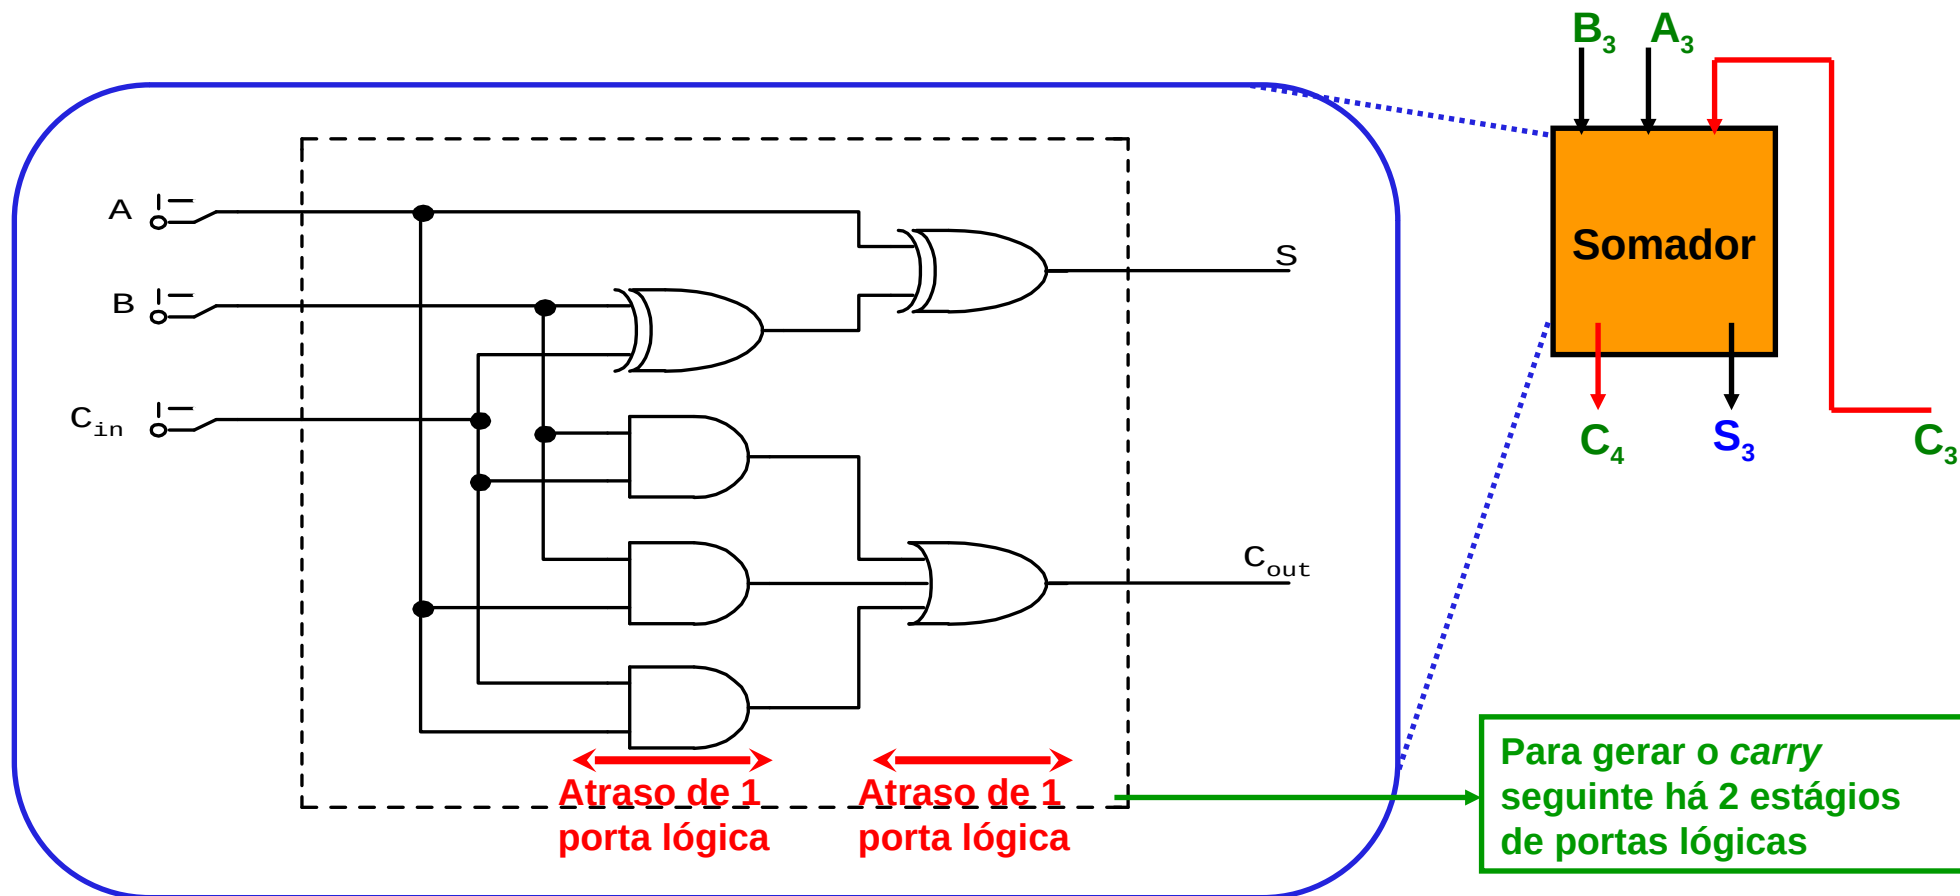 B3 A3
A
B
Cin
S
Cout
Somador
C4 S3 C3
Atraso de 1
porta lógica
Atraso de 1
porta lógica
Para gerar o carry
seguinte há 2 estágios
de portas lógicas